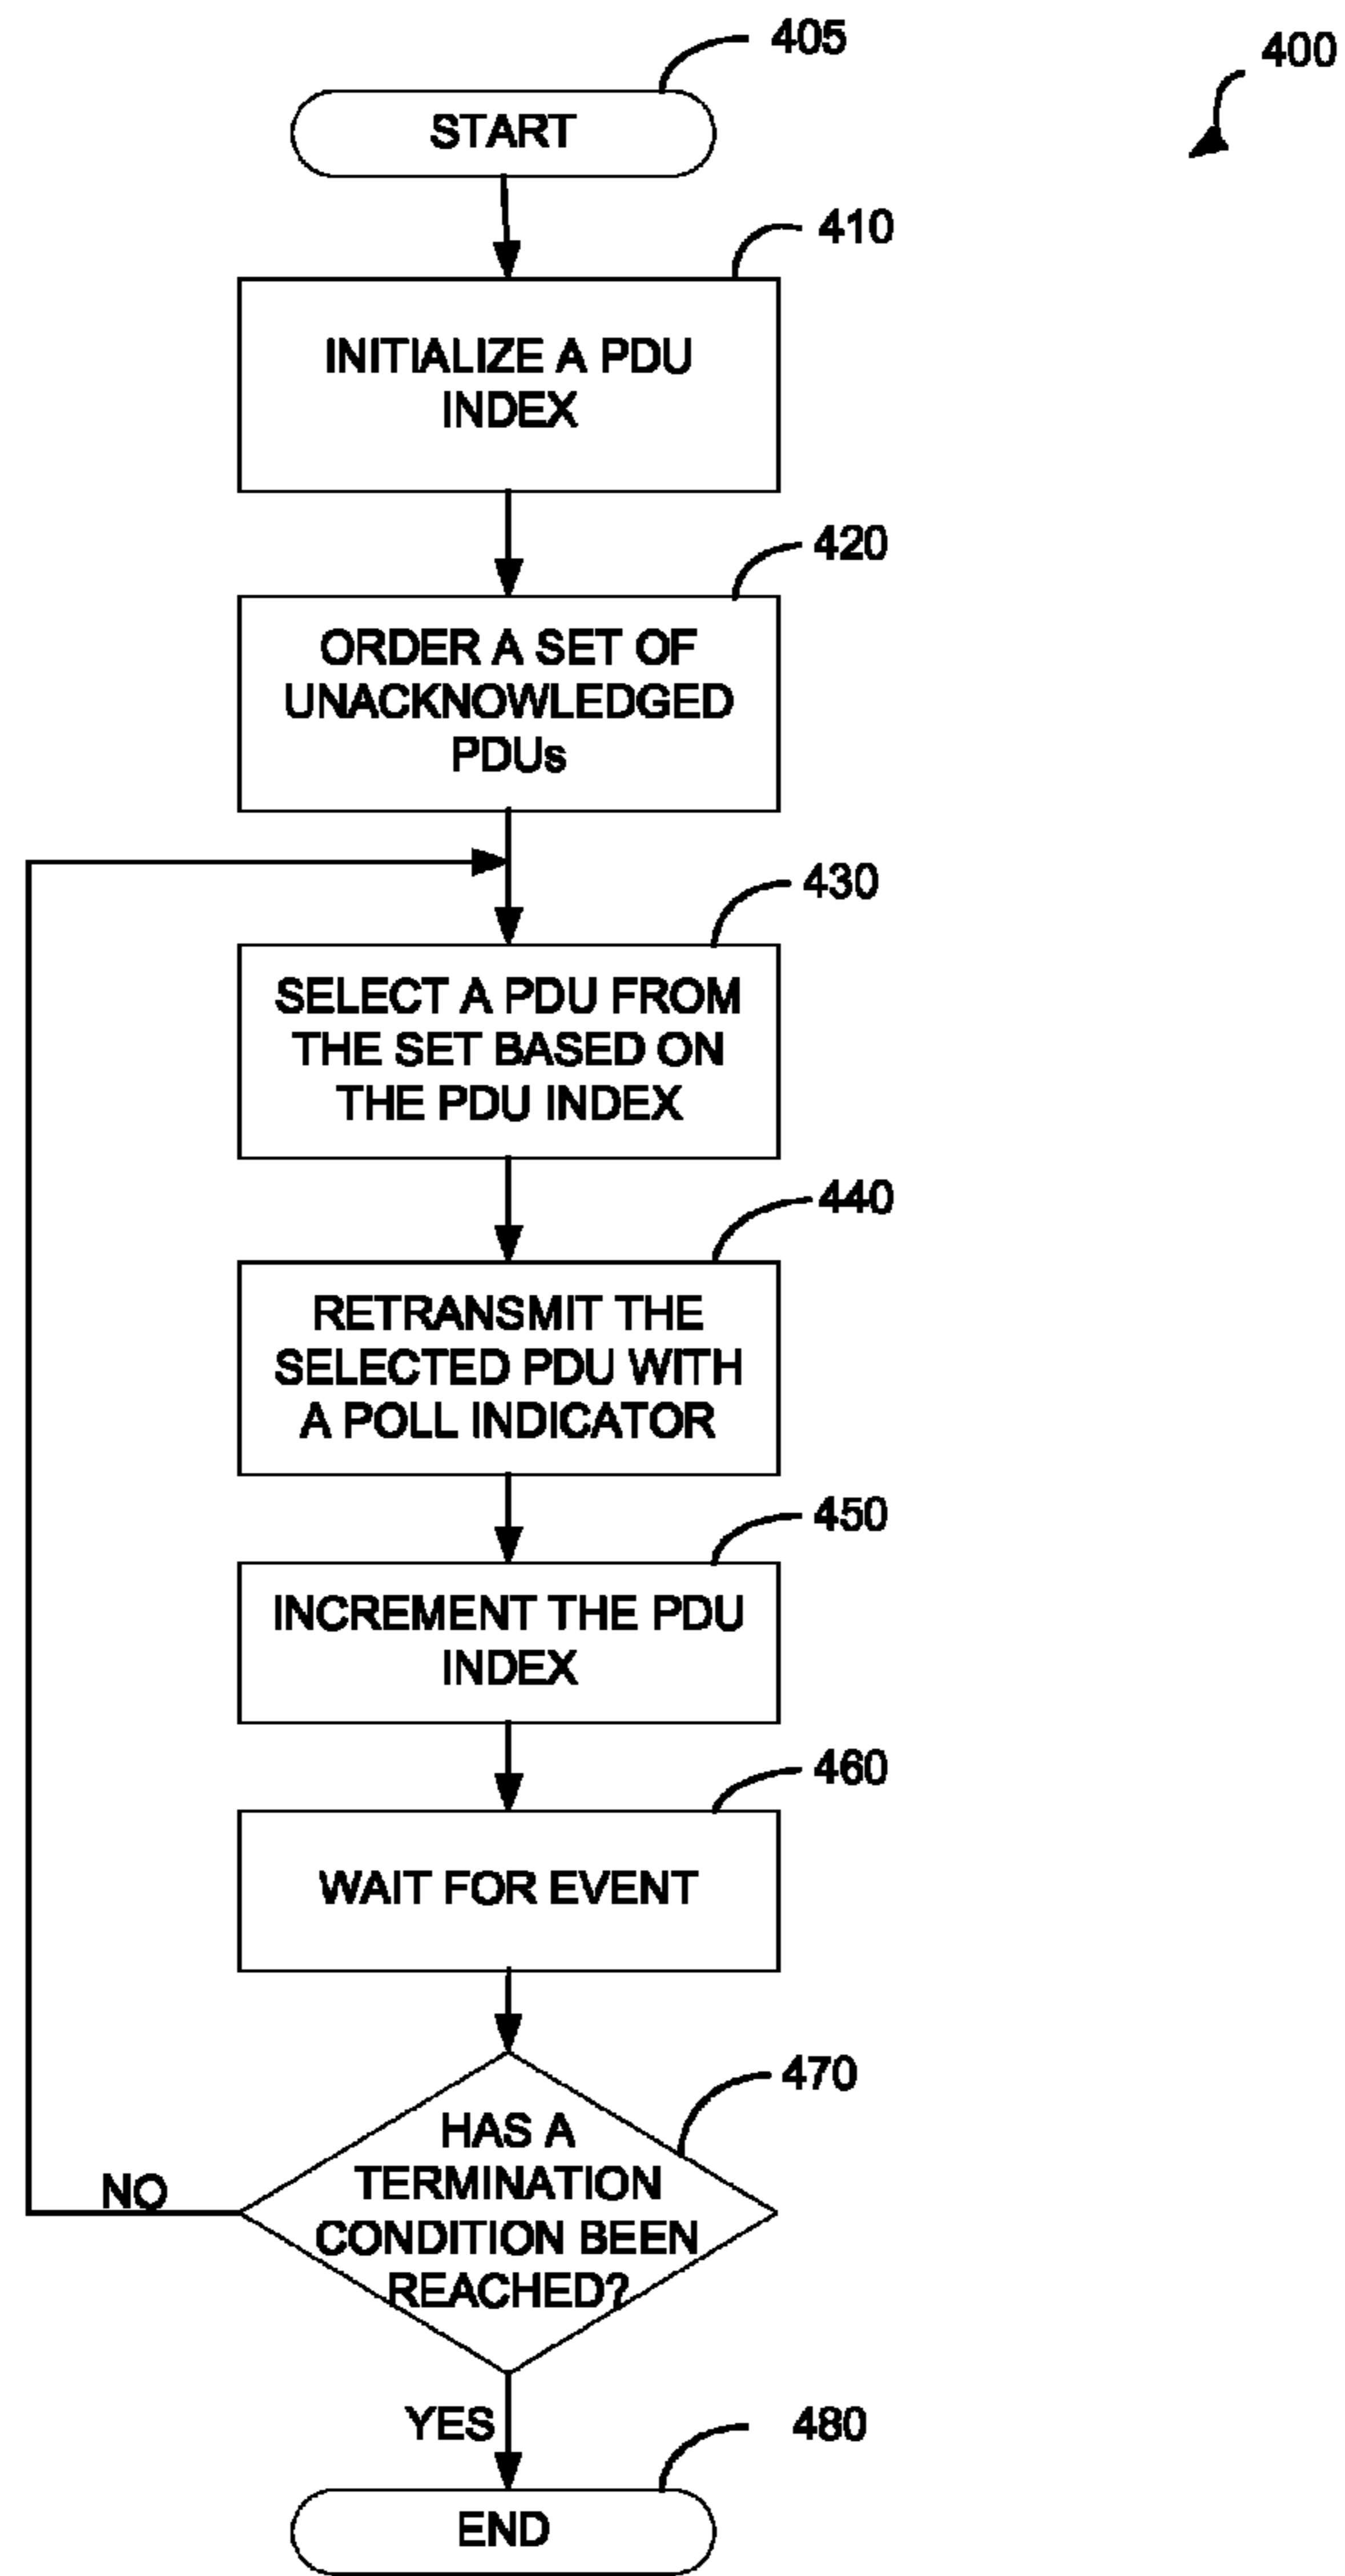 405
400
START
410
INITIALIZE A PDU
INDEX
420
ORDER A SET OF
UNACKNOWLEDGED
PDUs
430
SELECT A PDU FROM
THE SET BASED ON
THE PDU INDEX
440
RETRANSMIT THE
SELECTED PDU WITH
A POLL INDICATOR
450
INCREMENT THE PDU
INDEX
460
WAIT FOR EVENT
470
HAS A
TERMINATION
CONDITION BEEN
REACHED?
NO
YES
480
END